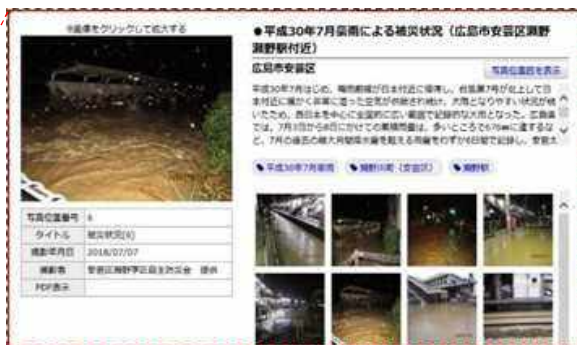 ※画像をクリックして拡大する
写真位置番号 6
タイトル 被災状況(6)
撮影年月日 2018/07/07
撮影者 安芸区瀬野学区自主防災会 提供
PDF表示
●平成30年7月豪雨による被災状況(広島市安芸区瀬野
瀬野駅付近)
広島市安芸区
写真位置図を表示
平成30年7月はじめ、梅雨前線が日本付近に停滞し、台風第7号が北上して日
本付近に暖かく非常に湿った空気が供給され続け、大雨となりやすい状況が続
いたため、西日本を中心に全国的に広い範囲で記録的な大雨となった。広島県
では、7月3日から8日にかけての累積雨量は、多いところで676mmに達するな
ど、7月の過去の最大月間降水量を超える雨量をわずか6日間で記録し、安芸太
平成30年7月豪雨
瀬野川町(安芸区)
瀬野駅